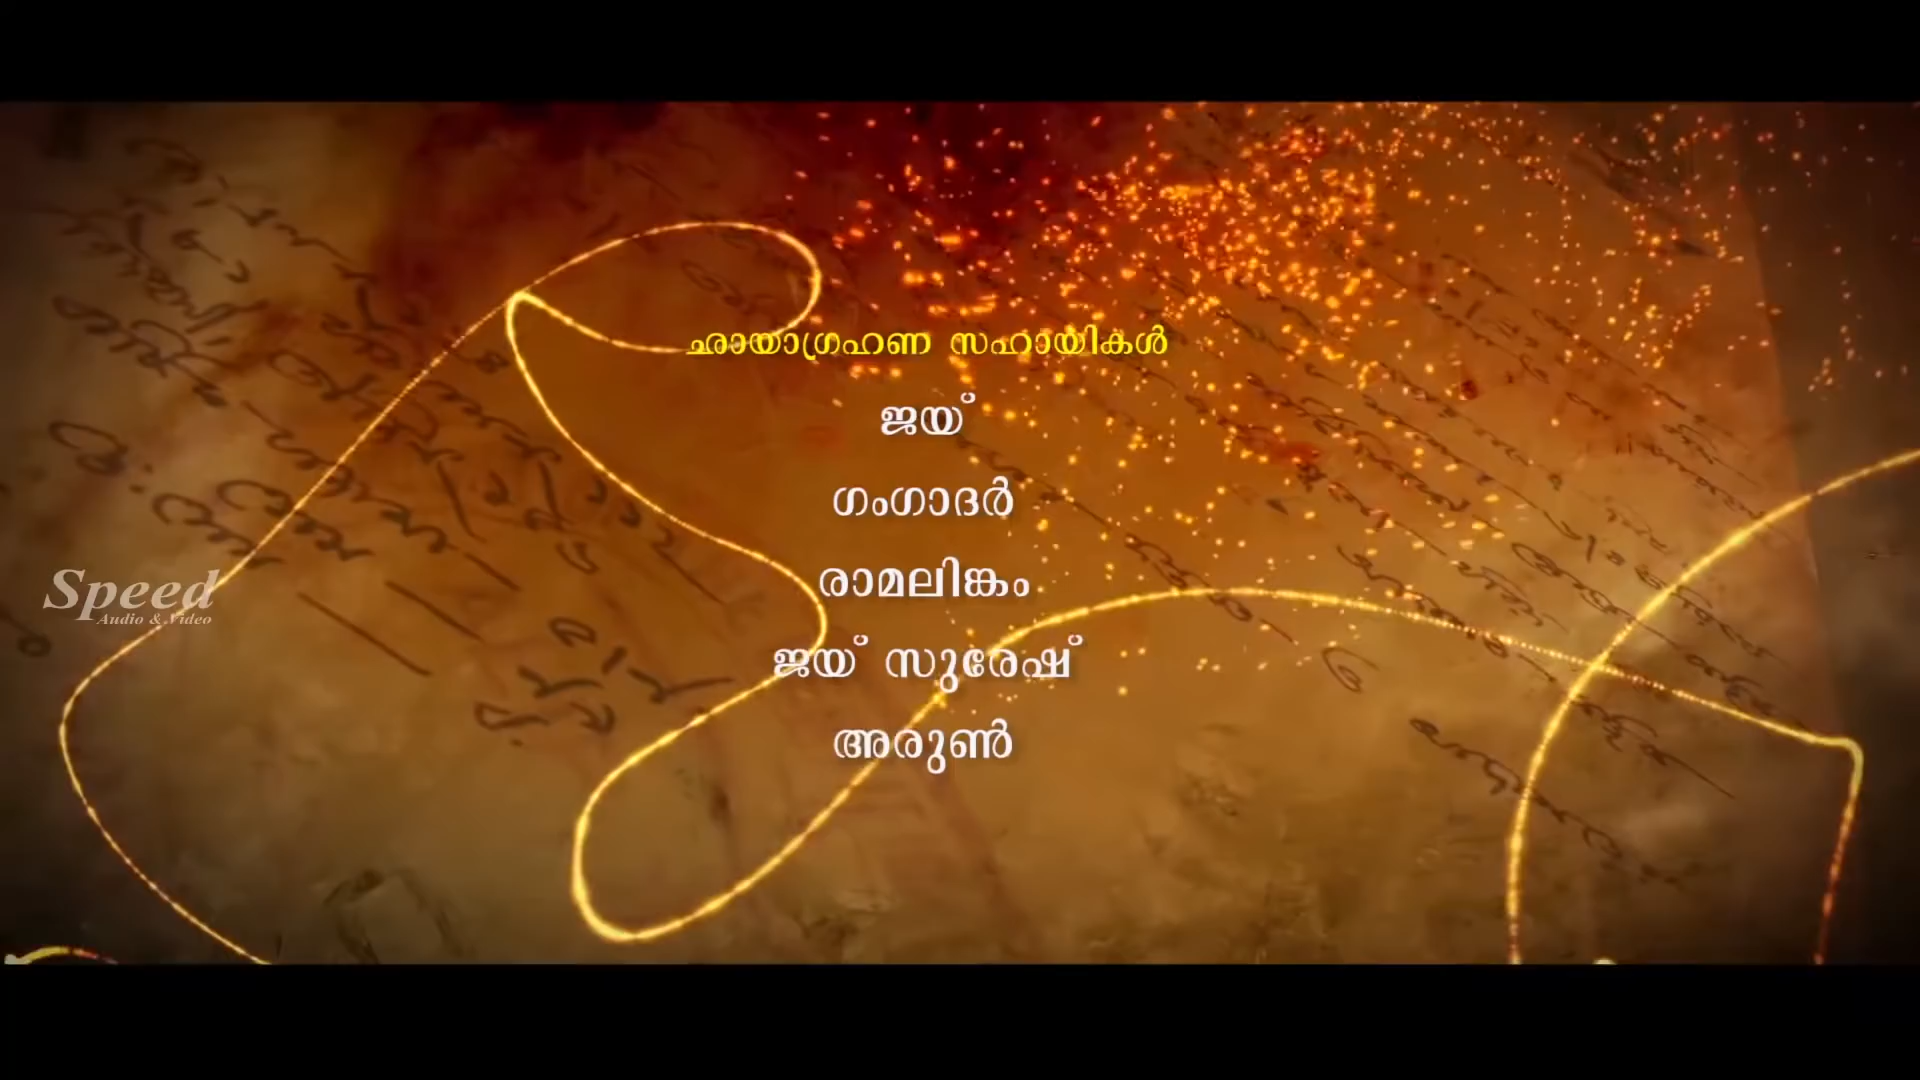 ഛായാഗ്രഹണ സഹായികൾ
ജയ്
ഗംഗാദർ
രാമലിങ്കം
ജയ് സുരേഷ്
അരുൺ
Speed
Audio & Video